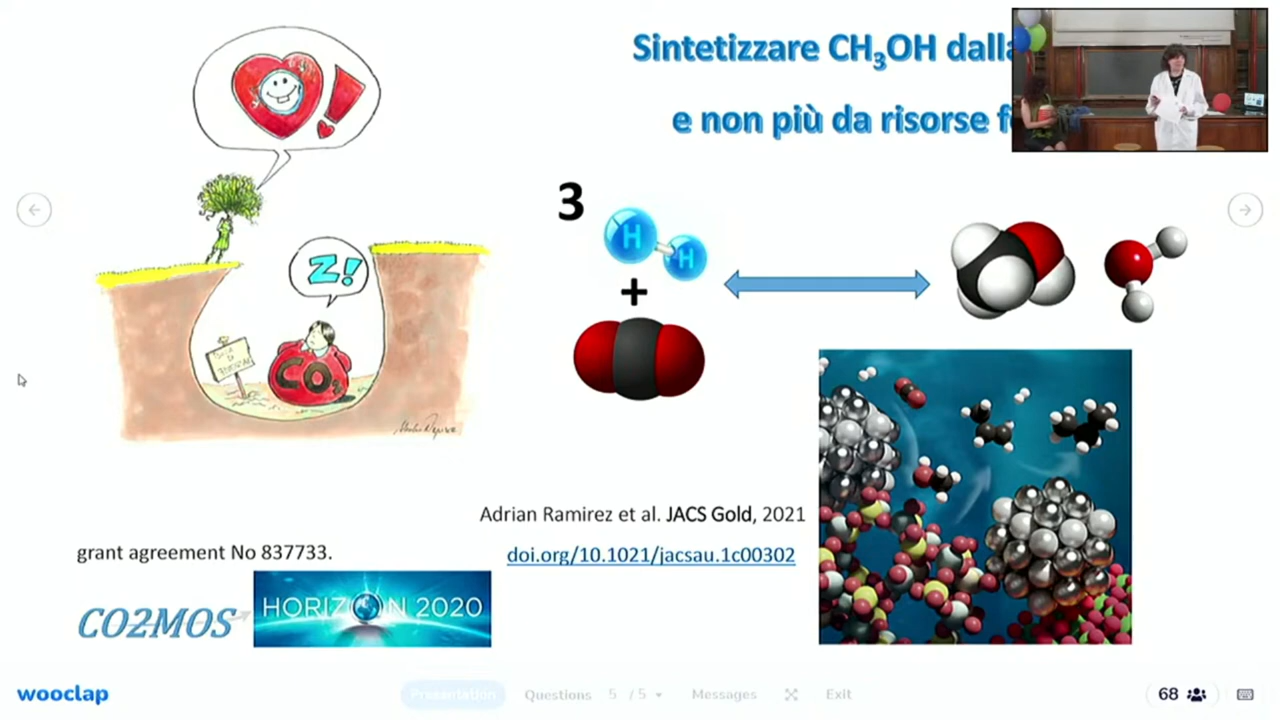 Sintetizzare CH₃OH dalla
e non più da risorse f
Z!
3
H
H
+
CO₂
Adrian Ramirez et al. JACS Gold, 2021
doi.org/10.1021/jacsau.1c00302
grant agreement No 837733.
CO2MOS
HORIZON 2020
wooclap
Presentation
Questions
5 / 5
Messages
Exit
68